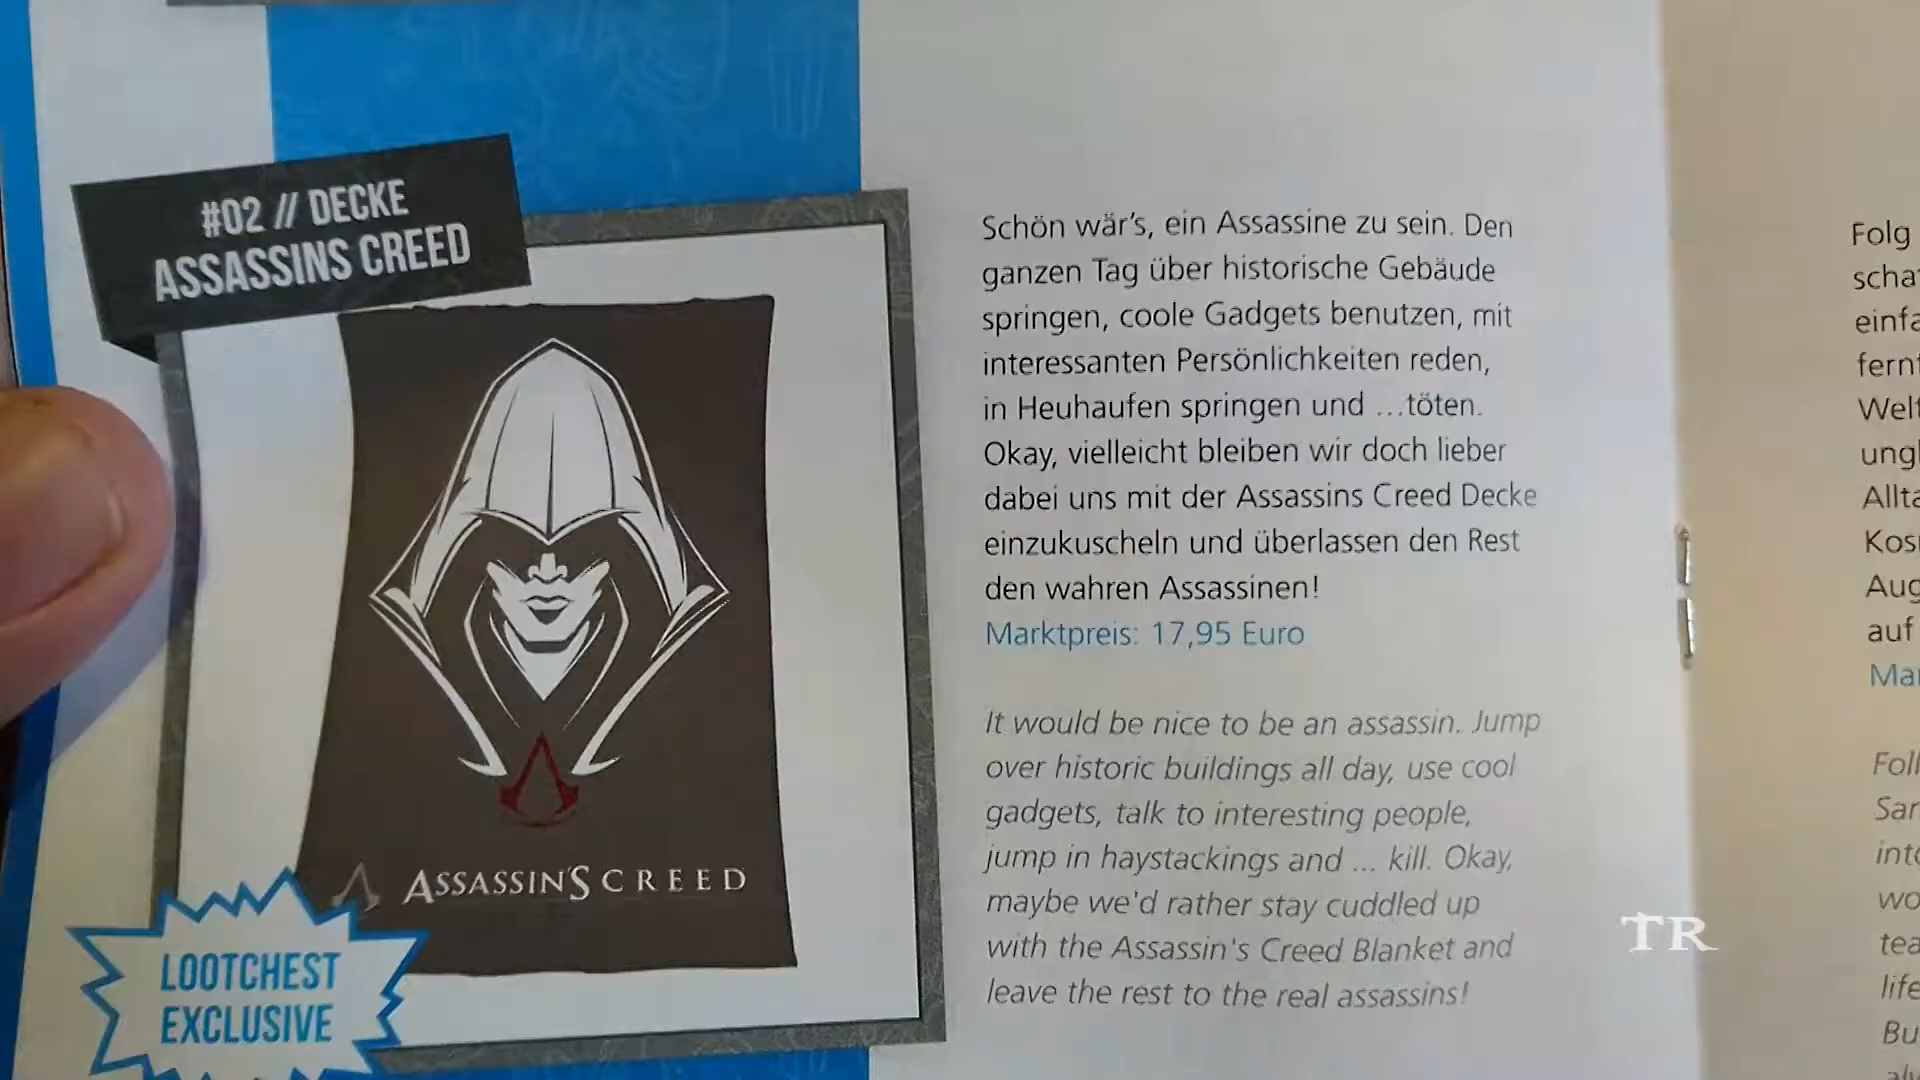 #02 // DECKE
ASSASSINS CREED
ASSASSIN'S CREED
LOOTCHEST
EXCLUSIVE
Schön wär's, ein Assassine zu sein. Den
ganzen Tag über historische Gebäude
springen, coole Gadgets benutzen, mit
interessanten Persönlichkeiten reden,
in Heuhaufen springen und ...töten.
Okay, vielleicht bleiben wir doch lieber
dabei uns mit der Assassins Creed Decke
einzukuscheln und überlassen den Rest
den wahren Assassinen!
Marktpreis: 17,95 Euro
It would be nice to be an assassin. Jump
over historic buildings all day, use cool
gadgets, talk to interesting people,
jump in haystackings and ... kill. Okay,
maybe we'd rather stay cuddled up
with the Assassin's Creed Blanket and
leave the rest to the real assassins!
Folg
auf
TR